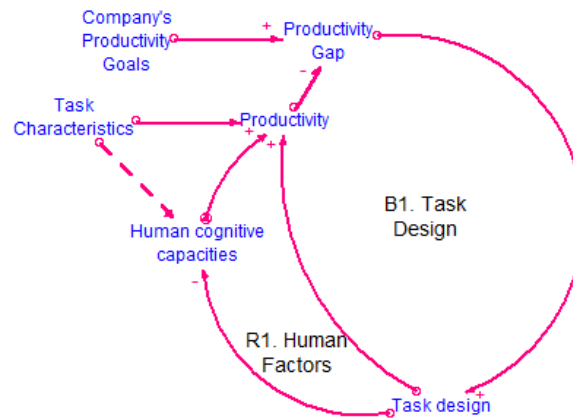 Company's
Productivity
Goals
+
Productivity
Gap
-
Task
Characteristics
+
Productivity
+
Human cognitive
capacities
-
B1. Task
Design
R1. Human
Factors
+
Task design